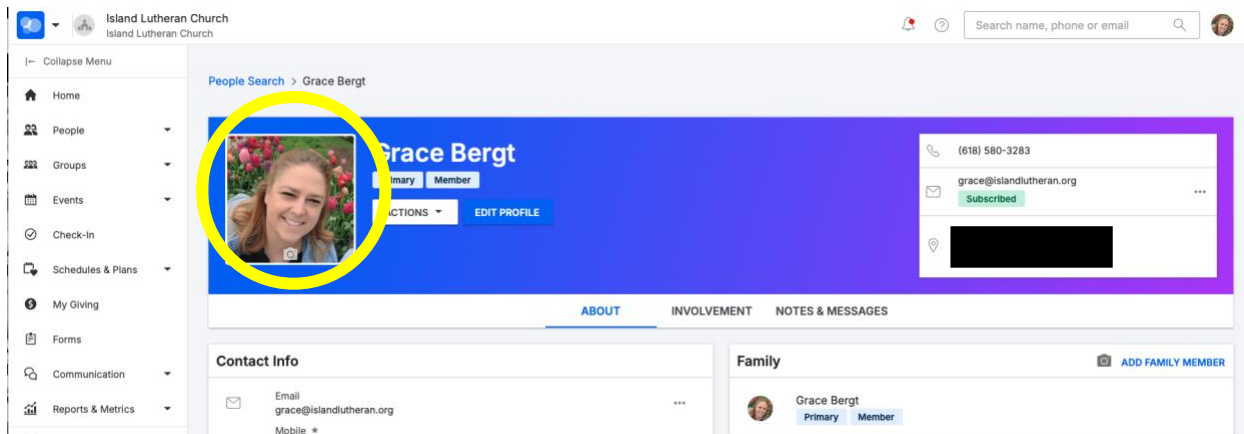 Island Lutheran Church
Island Lutheran Church
Search name, phone or email
Collapse Menu
Home
People
Groups
Events
Check-In
Schedules & Plans
My Giving
Forms
Communication
Reports & Metrics
People Search > Grace Bergt
Grace Bergt
Primary Member
ACTIONS
EDIT PROFILE
(618) 580-3283
grace@islandlutheran.org
Subscribed
ABOUT
INVOLVEMENT
NOTES & MESSAGES
Contact Info
Email
grace@islandlutheran.org
Mobile *
Family
ADD FAMILY MEMBER
Grace Bergt
Primary Member